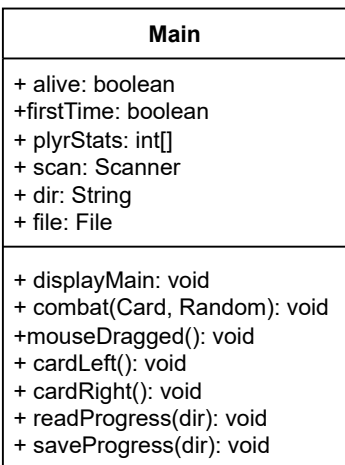 Main
+ alive: boolean
+firstTime: boolean
+ plyrStats: int[]
+ scan: Scanner
+ dir: String
+ file: File
+ displayMain: void
+ combat(Card, Random): void
+mouseDragged(): void
+ cardLeft(): void
+ cardRight(): void
+ readProgress(dir): void
+ saveProgress(dir): void